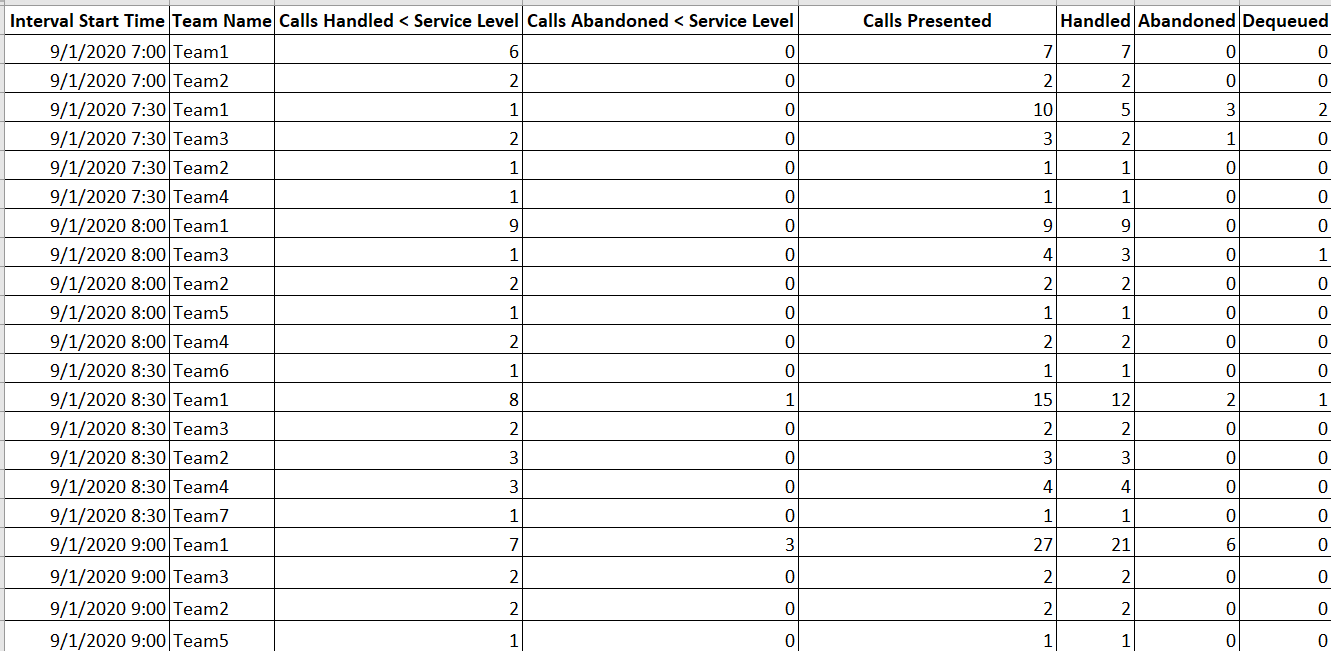 Interval Start Time Team Name Calls Handled < Service Level Calls Abandoned < Service Level Calls Presented Handled Abandoned Dequeued
9/1/2020 7:00 Team1 6 0 7 7 0 0
9/1/2020 7:00 Team2 2 0 2 2 0 0
9/1/2020 7:30 Team1 1 0 10 5 3 2
9/1/2020 7:30 Team3 2 0 3 2 1 0
9/1/2020 7:30 Team2 1 0 1 1 0 0
9/1/2020 7:30 Team4 1 0 1 1 0 0
9/1/2020 8:00 Team1 9 0 9 9 0 0
9/1/2020 8:00 Team3 1 0 4 3 0 1
9/1/2020 8:00 Team2 2 0 2 2 0 0
9/1/2020 8:00 Team5 1 0 1 1 0 0
9/1/2020 8:00 Team4 2 0 2 2 0 0
9/1/2020 8:30 Team6 1 0 1 1 0 0
9/1/2020 8:30 Team1 8 1 15 12 2 1
9/1/2020 8:30 Team3 2 0 2 2 0 0
9/1/2020 8:30 Team2 3 0 3 3 0 0
9/1/2020 8:30 Team4 3 0 4 4 0 0
9/1/2020 8:30 Team7 1 0 1 1 0 0
9/1/2020 9:00 Team1 7 3 27 21 6 0
9/1/2020 9:00 Team3 2 0 2 2 0 0
9/1/2020 9:00 Team2 2 0 2 2 0 0
9/1/2020 9:00 Team5 1 0 1 1 0 0